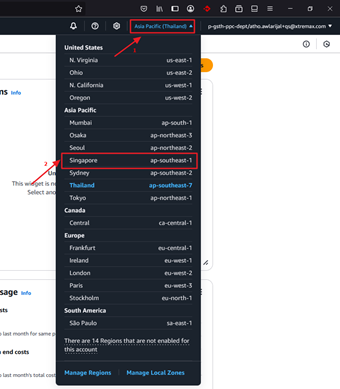 Asia Pacific (Thailand)
p-gsth-ppc-dept/atho.awlarijal+qs@xtremax.com
1
United States
N. Virginia us-east-1
Ohio us-east-2
N. California us-west-1
Oregon us-west-2
Asia Pacific
Mumbai ap-south-1
Osaka ap-northeast-3
Seoul ap-northeast-2
2
Singapore ap-southeast-1
Sydney ap-southeast-2
Thailand ap-southeast-7
Tokyo ap-northeast-1
Canada
Central ca-central-1
Europe
Frankfurt eu-central-1
Ireland eu-west-1
London eu-west-2
Paris eu-west-3
Stockholm eu-north-1
South America
São Paulo sa-east-1
There are 14 Regions that are not enabled for
this account
Manage Regions Manage Local Zones
ms Info
This widget is n
Select ano
sage Info
sts
last month for same p
end costs
last month's total cost